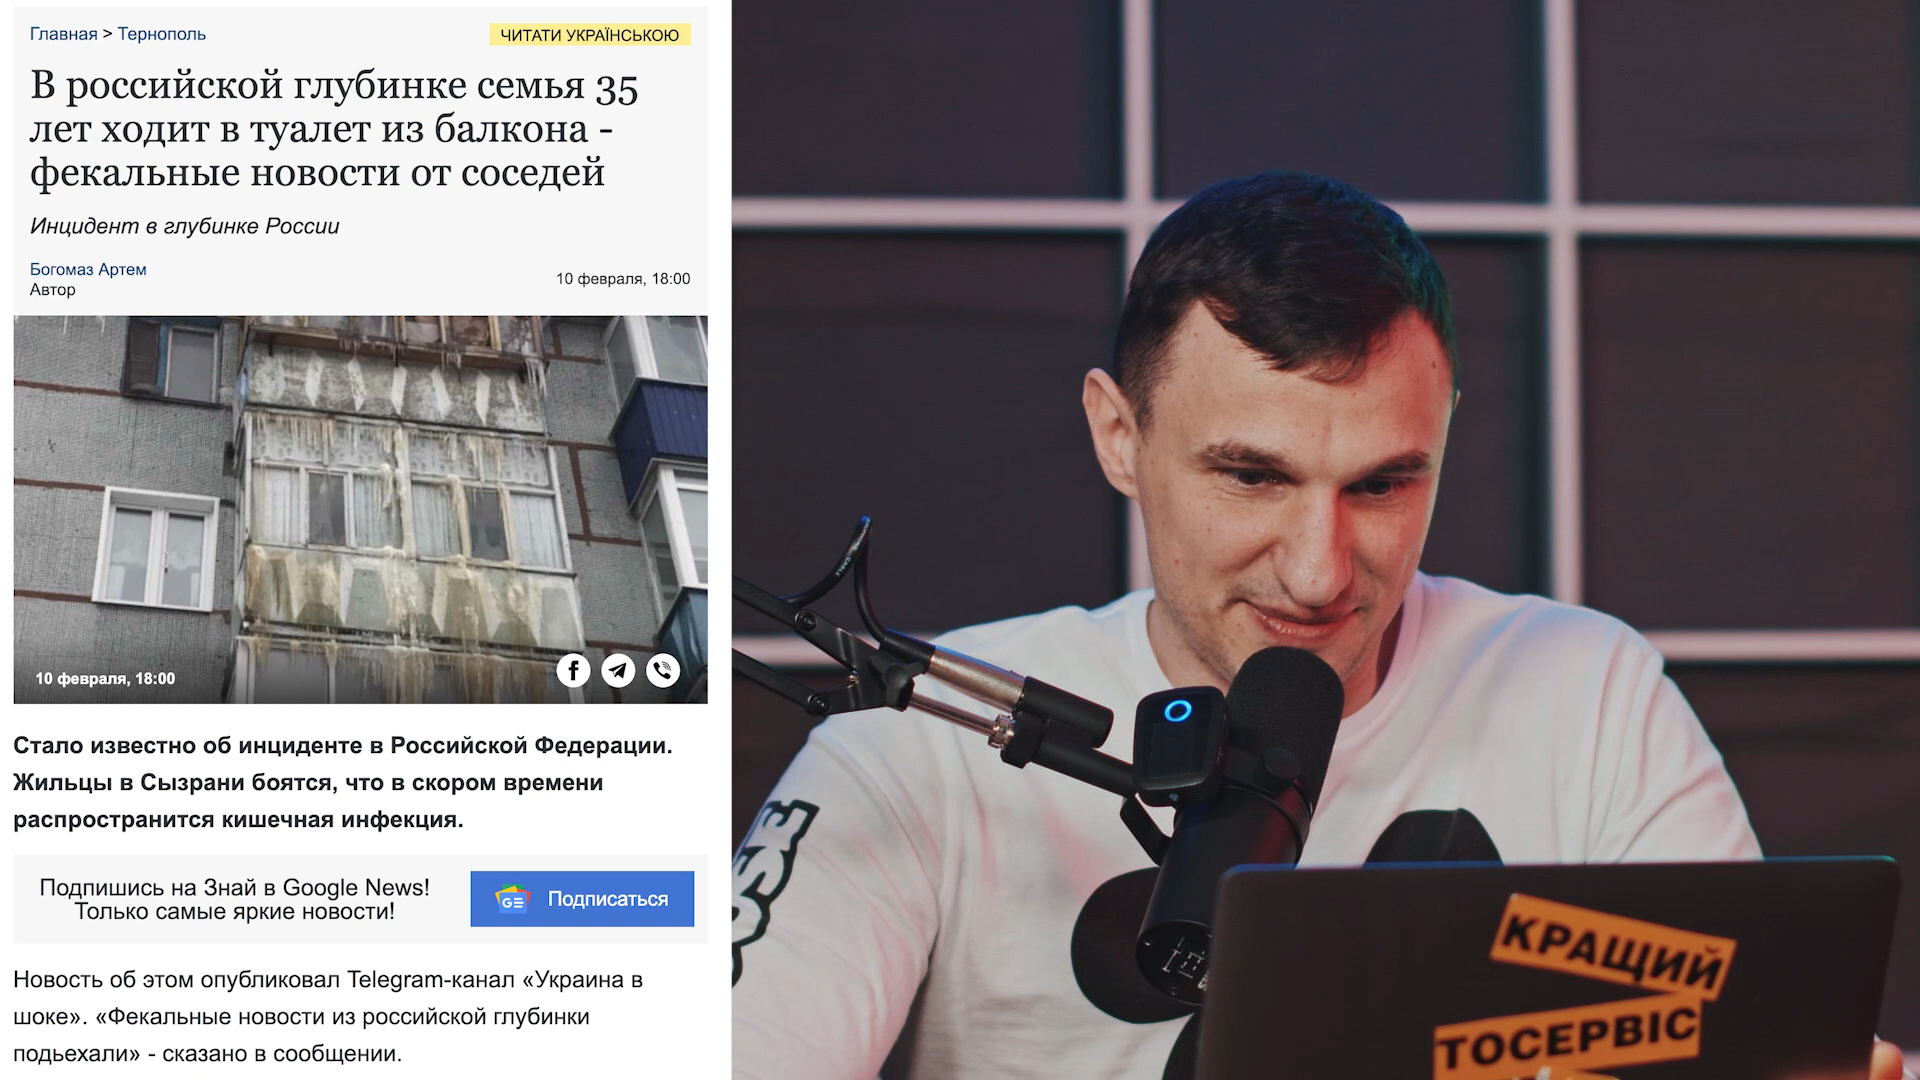 Главная > Тернополь
ЧИТАТИ УКРАЇНСЬКОЮ
В российской глубинке семья 35
лет ходит в туалет из балкона -
фекальные новости от соседей
Инцидент в глубинке России
Богомаз Артем
Автор
10 февраля, 18:00
10 февраля, 18:00
Стало известно об инциденте в Российской Федерации.
Жильцы в Сызрани боятся, что в скором времени
распространится кишечная инфекция.
Подпишись на Знай в Google News!
Только самые яркие новости!
GE Подписаться
Новость об этом опубликовал Telegram-канал «Украина в
шоке». «Фекальные новости из российской глубинки
подьехали» - сказано в сообщении.
КРАЩИЙ
ТОСЕРВІС